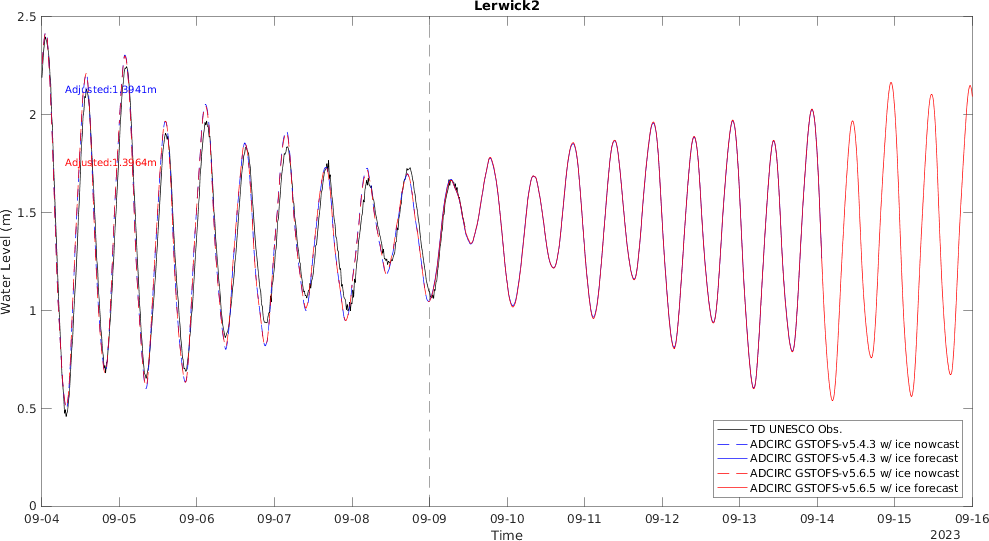 Lerwick2
2.5
2
1.5
1
0.5
0
Water Level (m)
Adjusted:1.3941m
Adjusted:1.3964m
TD UNESCO Obs.
ADCIRC GSTOFS-v5.4.3 w/ ice nowcast
ADCIRC GSTOFS-v5.4.3 w/ ice forecast
ADCIRC GSTOFS-v5.6.5 w/ ice nowcast
ADCIRC GSTOFS-v5.6.5 w/ ice forecast
09-04 09-05 09-06 09-07 09-08 09-09 09-10 09-11 09-12 09-13 09-14 09-15 09-16
Time
2023